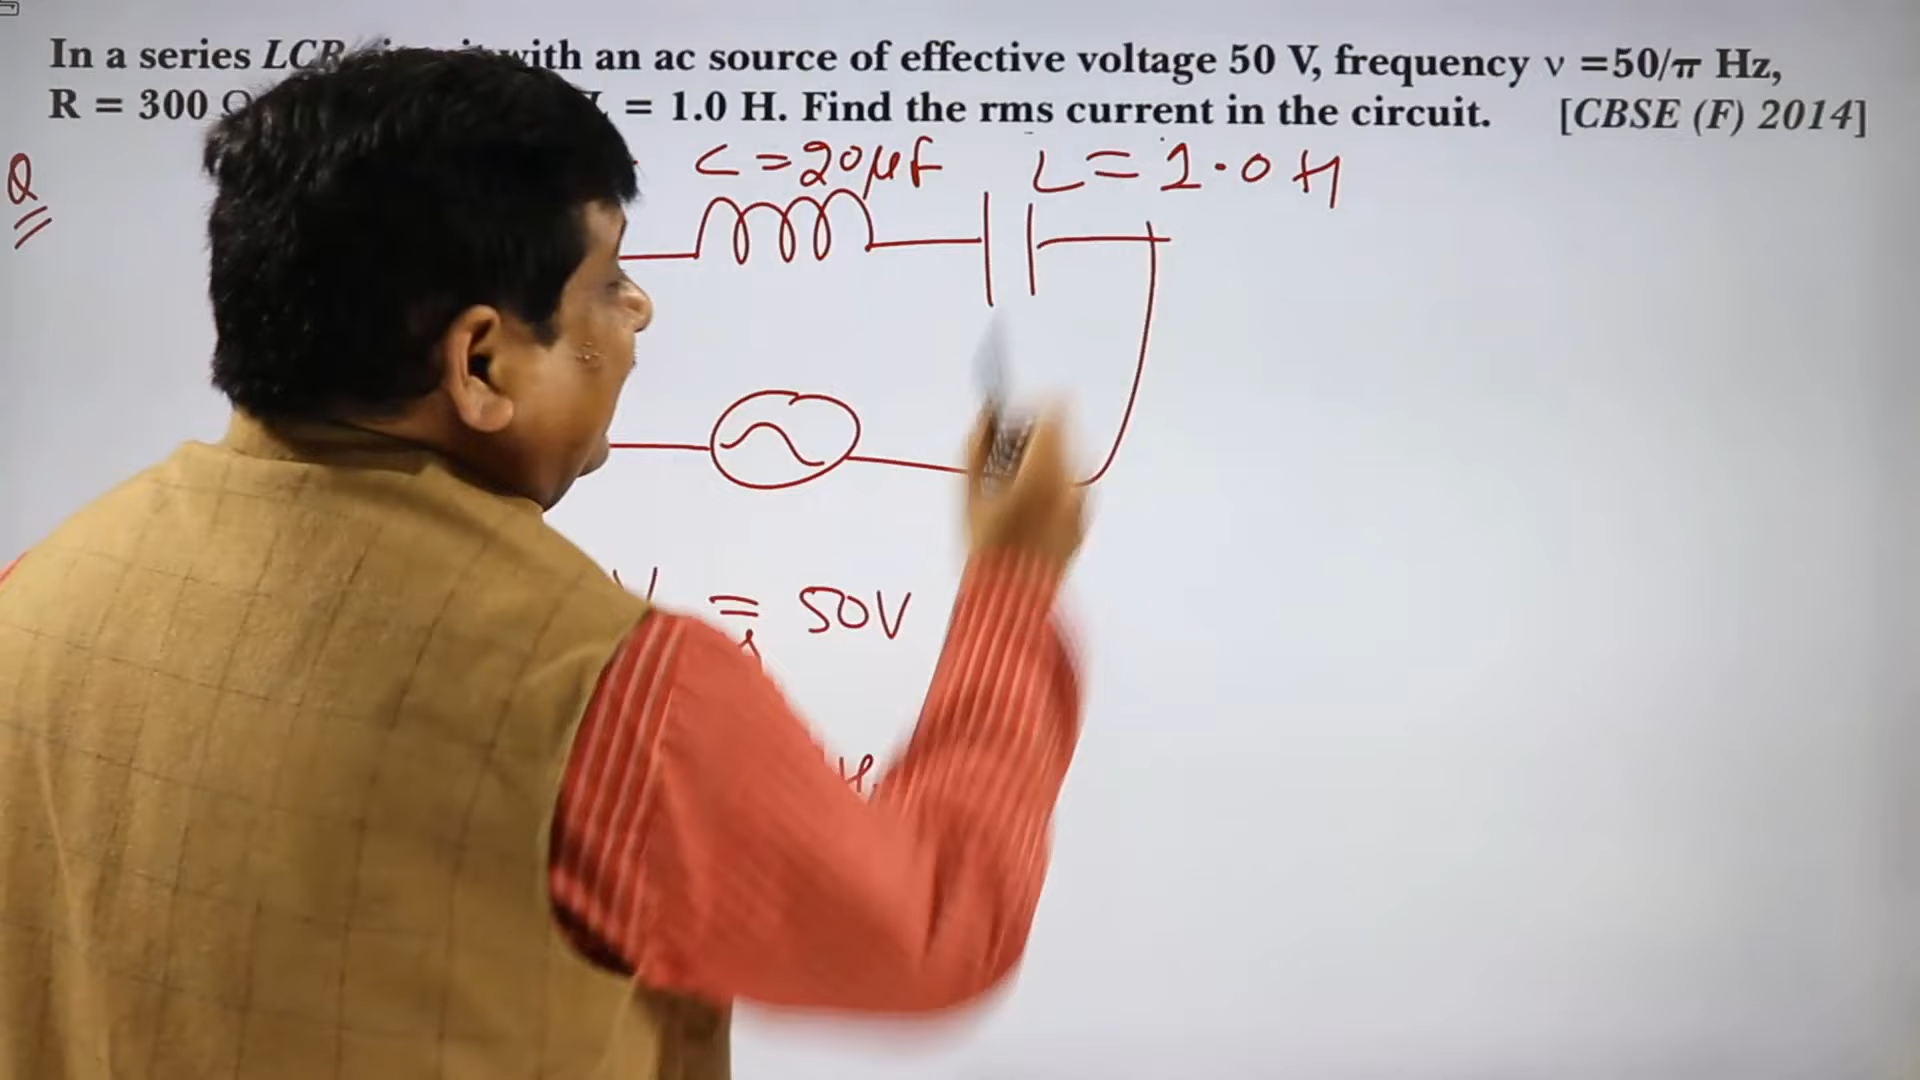 In a series LCR with an ac source of effective voltage 50 V, frequency ν =50/π Hz,
R = 300 Ω = 1.0 H. Find the rms current in the circuit. [CBSE (F) 2014]
Q
C = 20μF L = 1.0 H
V = 50V